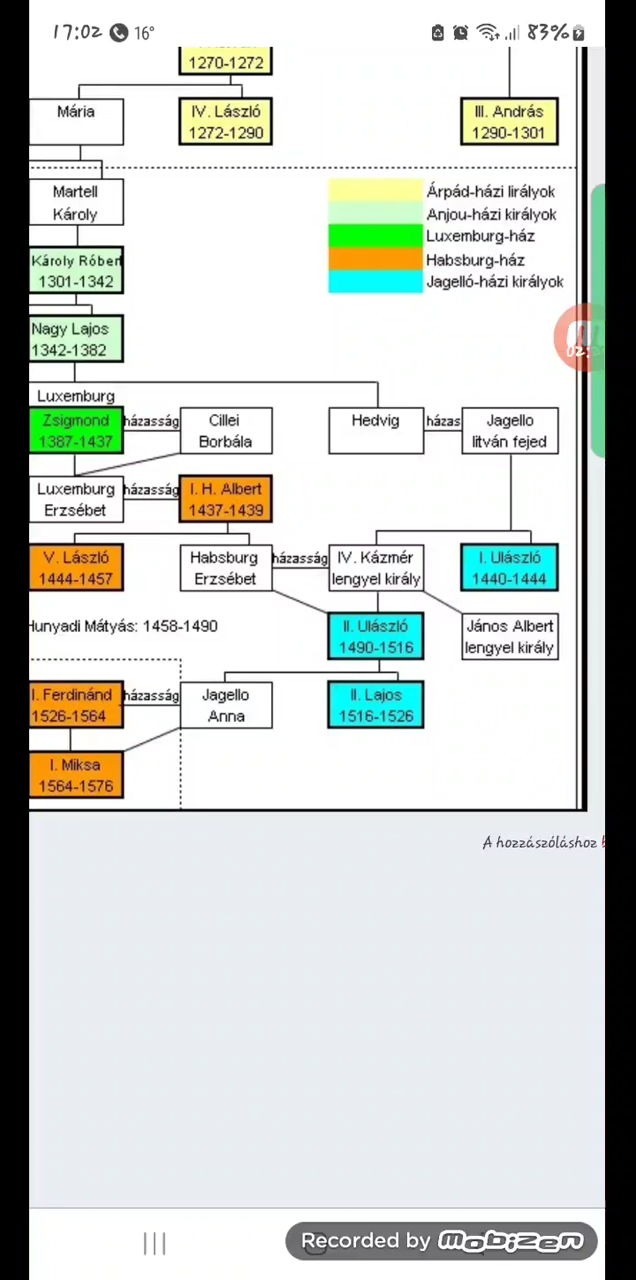 17:02 16° 83%
1270-1272
Mária
IV. László
1272-1290
III. András
1290-1301
Martell
Károly
Árpád-házi lirályok
Anjou-házi királyok
Luxemburg-ház
Habsburg-ház
Jagelló-házi királyok
Károly Róbert
1301-1342
Nagy Lajos
1342-1382
Luxemburg
Zsigmond
1387-1437
házasság
Cillei
Borbála
Hedvig
házas
Jagello
litván fejed
Luxemburg
Erzsébet
házasság
I. H. Albert
1437-1439
V. László
1444-1457
Habsburg
Erzsébet
házasság
IV. Kázmér
lengyel király
I. Ulászló
1440-1444
Hunyadi Mátyás: 1458-1490
II. Ulászló
1490-1516
János Albert
lengyel király
I. Ferdinánd
1526-1564
házasság
Jagello
Anna
II. Lajos
1516-1526
I. Miksa
1564-1576
A hozzászóláshoz
Recorded by mobizen